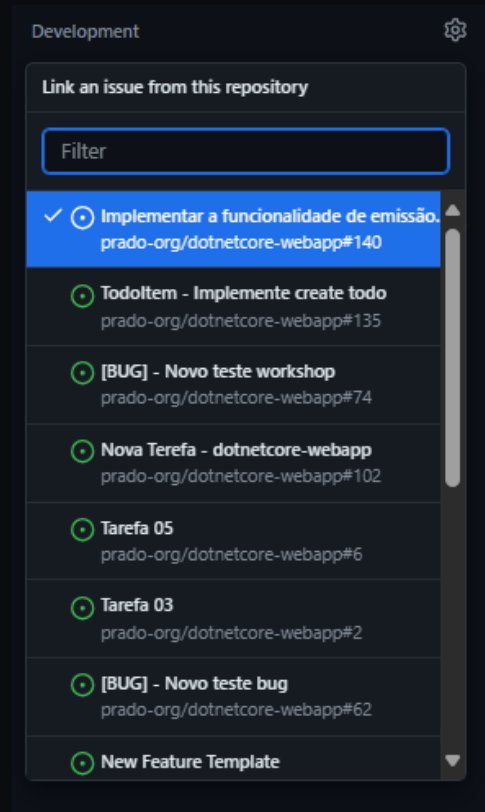 Development
Link an issue from this repository
Filter
Implementar a funcionalidade de emissão.
prado-org/dotnetcore-webapp#140
TodoItem - Implemente create todo
prado-org/dotnetcore-webapp#135
[BUG] - Novo teste workshop
prado-org/dotnetcore-webapp#74
Nova Terefa - dotnetcore-webapp
prado-org/dotnetcore-webapp#102
Tarefa 05
prado-org/dotnetcore-webapp#6
Tarefa 03
prado-org/dotnetcore-webapp#2
[BUG] - Novo teste bug
prado-org/dotnetcore-webapp#62
New Feature Template